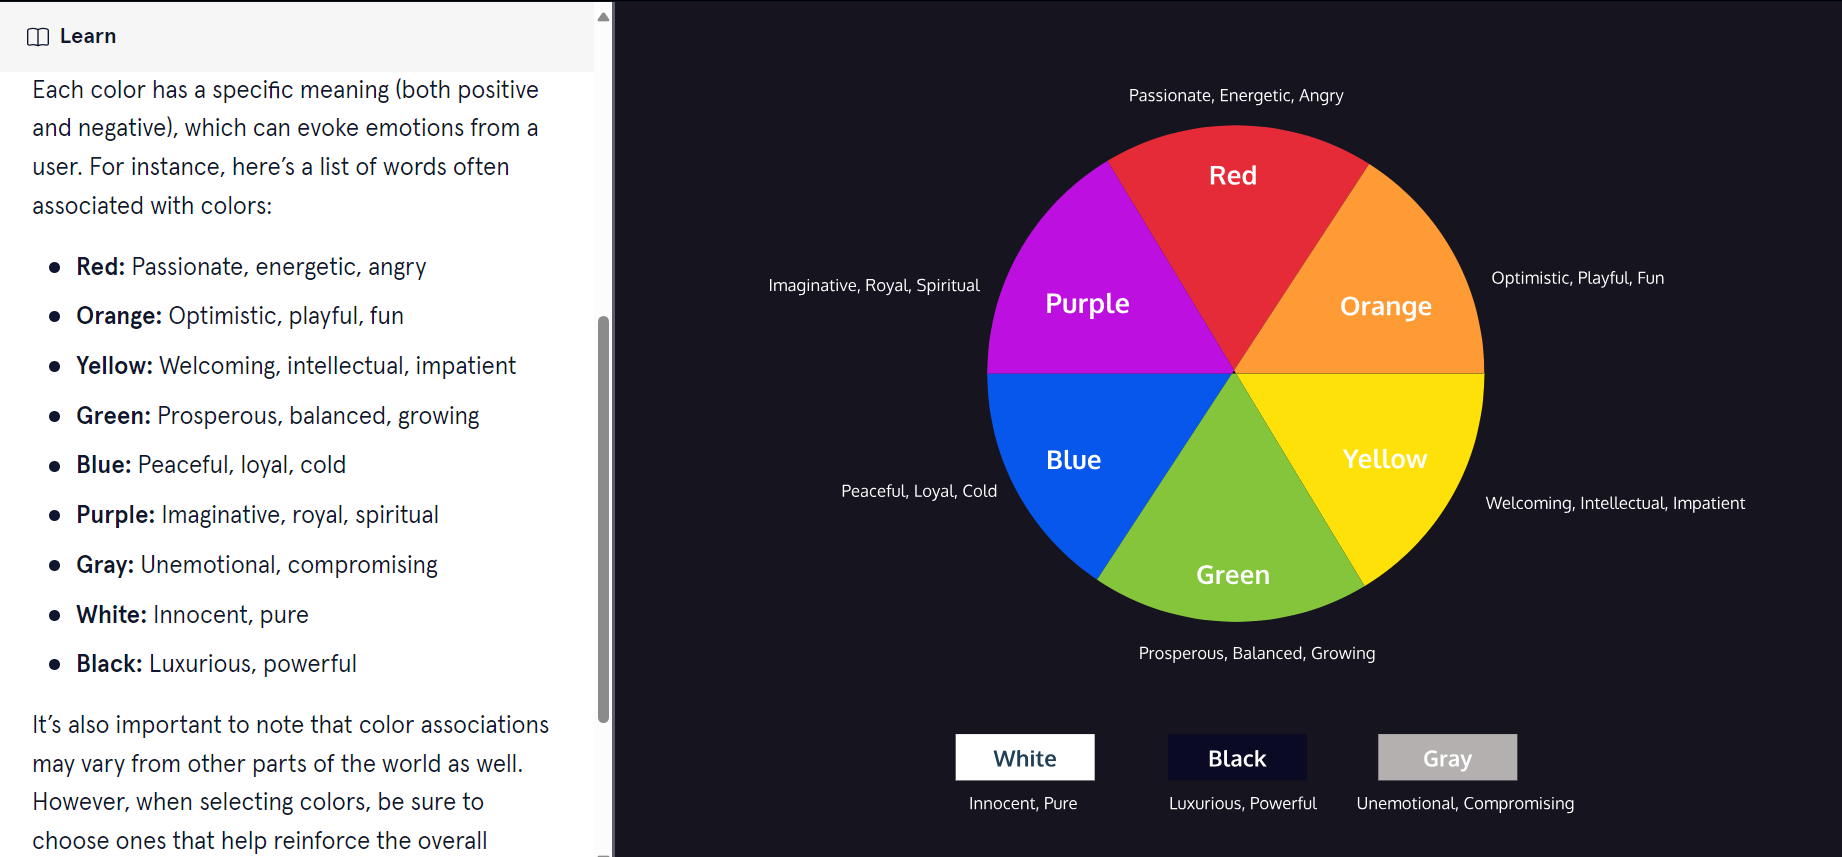 Learn
Each color has a specific meaning (both positive
and negative), which can evoke emotions from a
user. For instance, here’s a list of words often
associated with colors:
Red: Passionate, energetic, angry
Orange: Optimistic, playful, fun
Yellow: Welcoming, intellectual, impatient
Green: Prosperous, balanced, growing
Blue: Peaceful, loyal, cold
Purple: Imaginative, royal, spiritual
Gray: Unemotional, compromising
White: Innocent, pure
Black: Luxurious, powerful
It’s also important to note that color associations
may vary from other parts of the world as well.
However, when selecting colors, be sure to
choose ones that help reinforce the overall
Passionate, Energetic, Angry
Red
Imaginative, Royal, Spiritual
Purple
Orange
Optimistic, Playful, Fun
Peaceful, Loyal, Cold
Blue
Yellow
Welcoming, Intellectual, Impatient
Green
Prosperous, Balanced, Growing
White
Innocent, Pure
Black
Luxurious, Powerful
Gray
Unemotional, Compromising